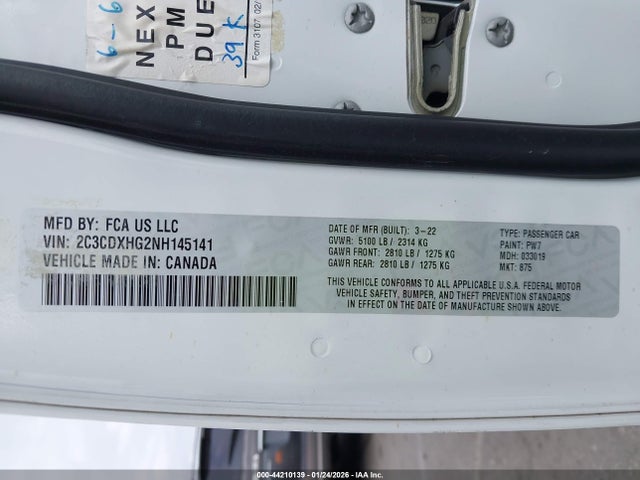 6-6
NEX
PM
DUE
39K
Form 3107 02/
MFD BY: FCA US LLC
VIN: 2C3CDXHG2NH145141
VEHICLE MADE IN: CANADA
DATE OF MFR (BUILT): 3-22
GVWR: 5100 LB / 2314 KG
GAWR FRONT: 2810 LB / 1275 KG
GAWR REAR: 2810 LB / 1275 KG
TYPE: PASSENGER CAR
PAINT: PW7
MDH: 033019
MKT: 875
THIS VEHICLE CONFORMS TO ALL APPLICABLE U.S.A. FEDERAL MOTOR
VEHICLE SAFETY, BUMPER, AND THEFT PREVENTION STANDARDS
IN EFFECT ON THE DATE OF MANUFACTURE SHOWN ABOVE.
000-44210139 - 01/24/2026 - IAA Inc.